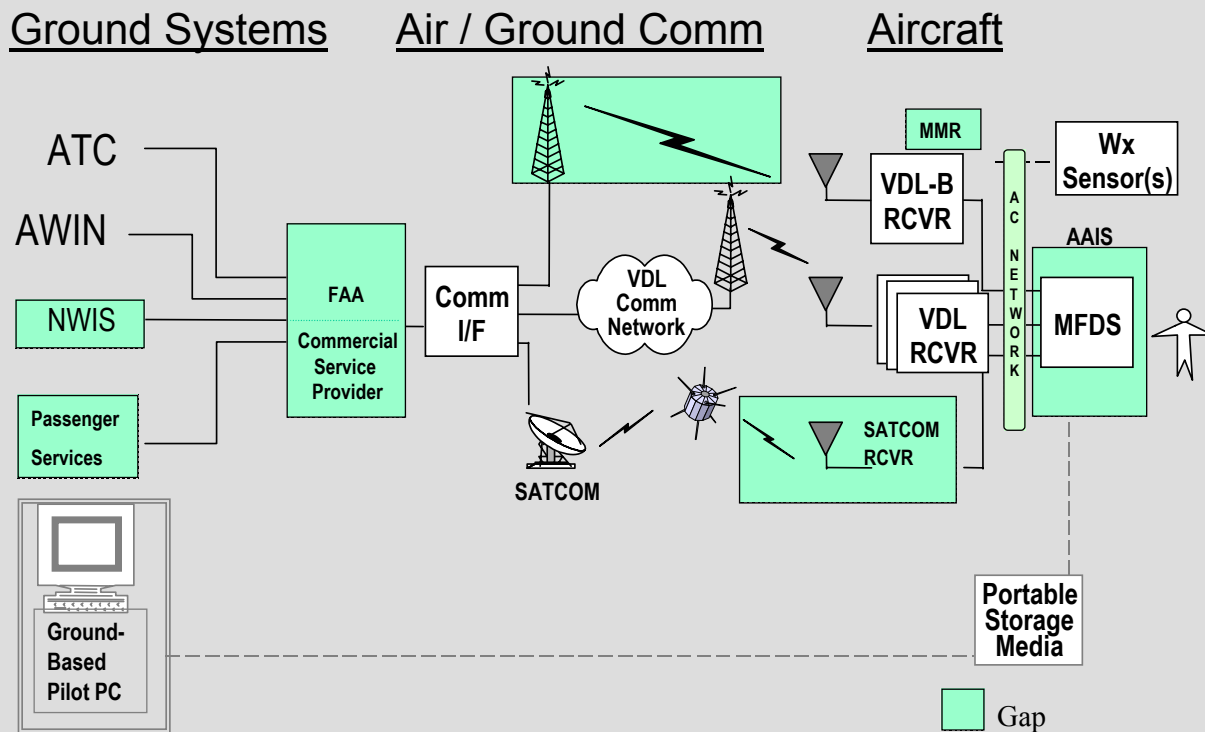 Ground Systems
Air / Ground Comm
Aircraft
ATC
AWIN
NWIS
Passenger
Services
FAA
Commercial
Service
Provider
Comm
I/F
VDL
Comm
Network
SATCOM
MMR
VDL-B
RCVR
VDL
RCVR
SATCOM
RCVR
AC NETWORK
Wx
Sensor(s)
AAIS
MFDS
Ground-
Based
Pilot PC
Portable
Storage
Media
Gap